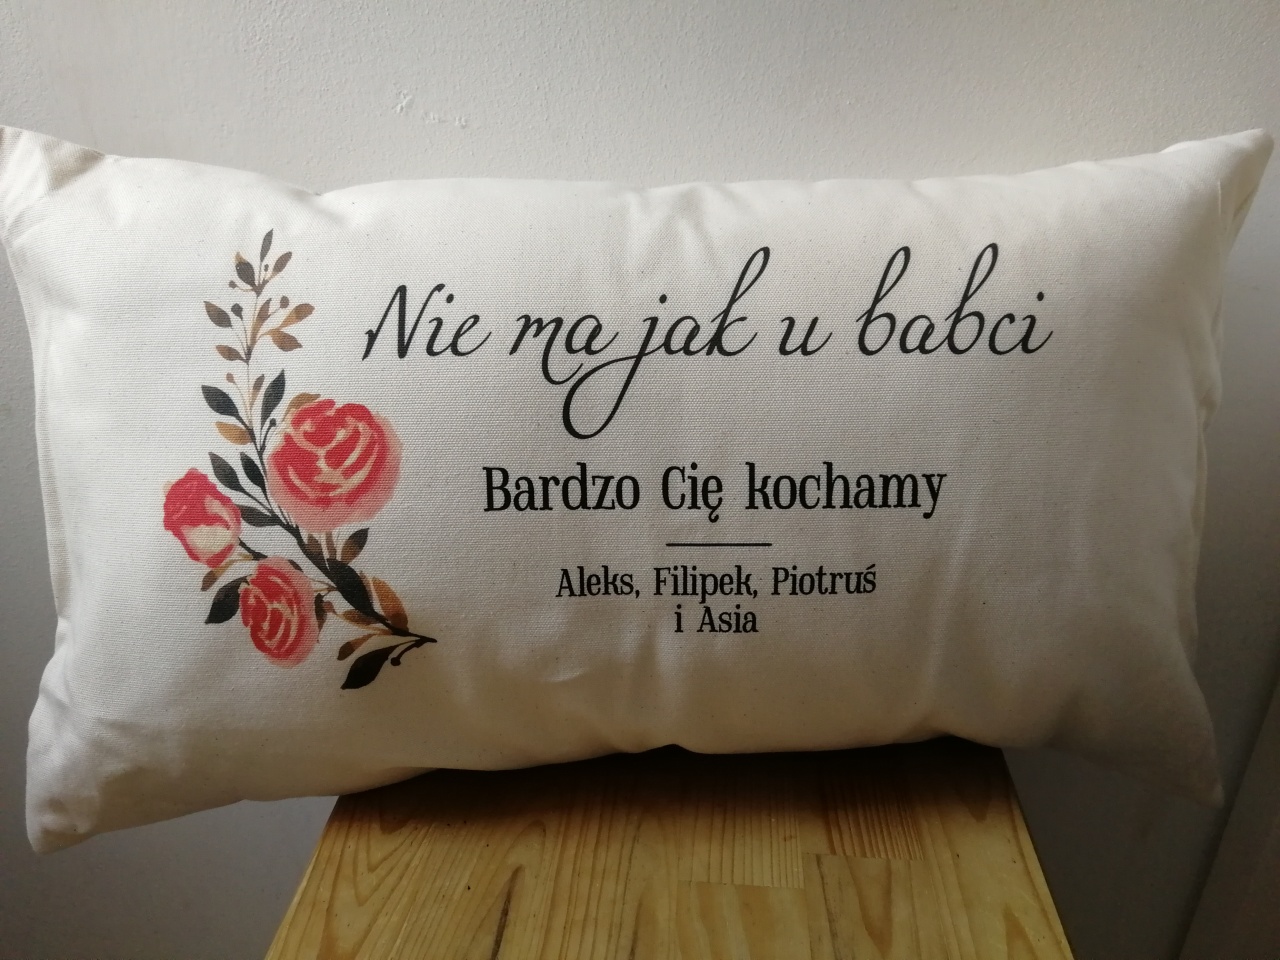 Nie ma jak u babci
Bardzo Cię kochamy
Aleks, Filipek, Piotruś
i Asia